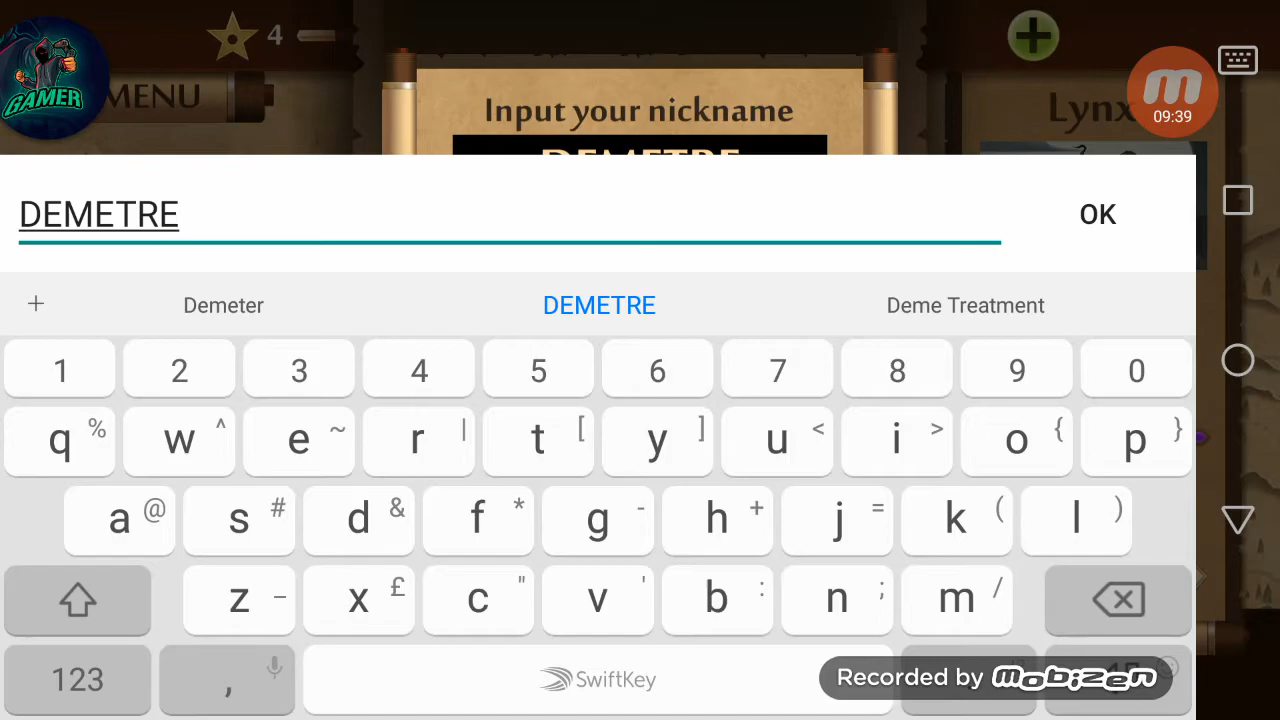 4
GAMER
MENU
Input your nickname
DEMETRE
Lynx
09:39
DEMETRE
OK
+ Demeter DEMETRE Deme Treatment
1 2 3 4 5 6 7 8 9 0
q % w ^ e ~ r | t [ y ] u < i > o { p }
a @ s # d & f * g - h + j = k ( l )
z _ x £ c " v ' b : n ; m /
123 , SwiftKey
Recorded by mobizen